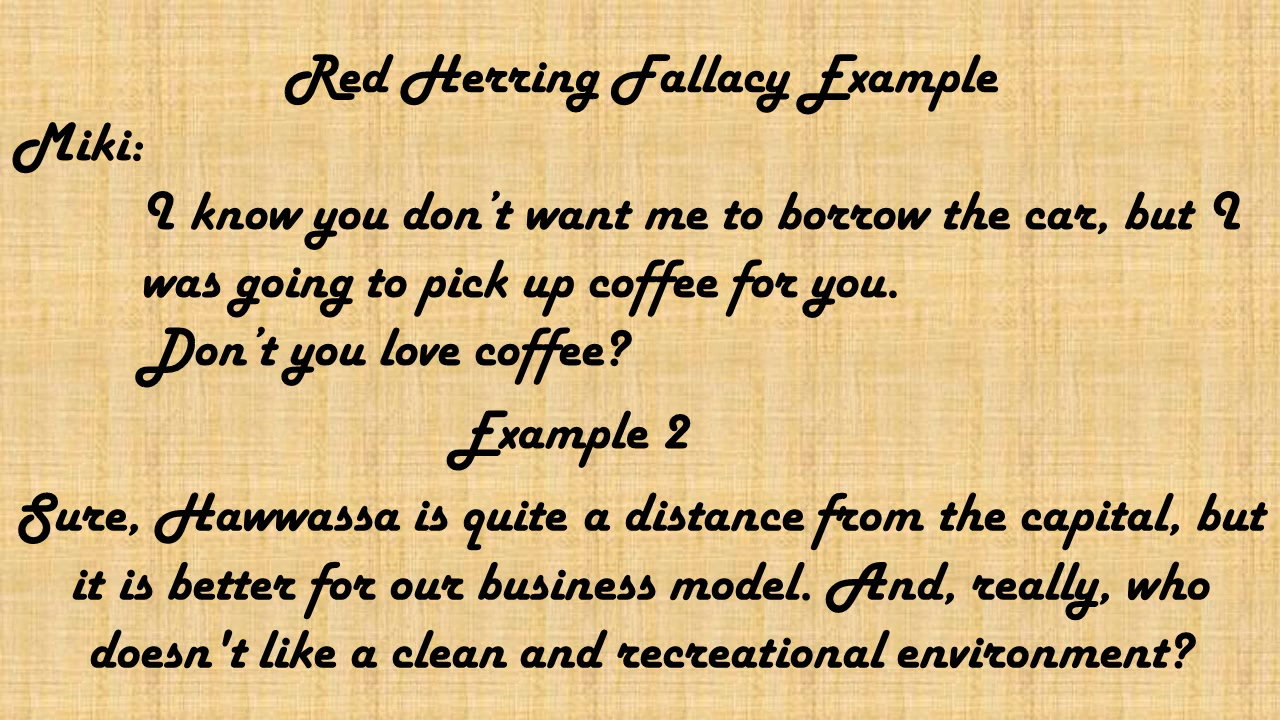 Red Herring Fallacy Example
Miki:
I know you don’t want me to borrow the car, but I
was going to pick up coffee for you.
Don’t you love coffee?
Example 2
Sure, Hawwassa is quite a distance from the capital, but
it is better for our business model. And, really, who
doesn't like a clean and recreational environment?